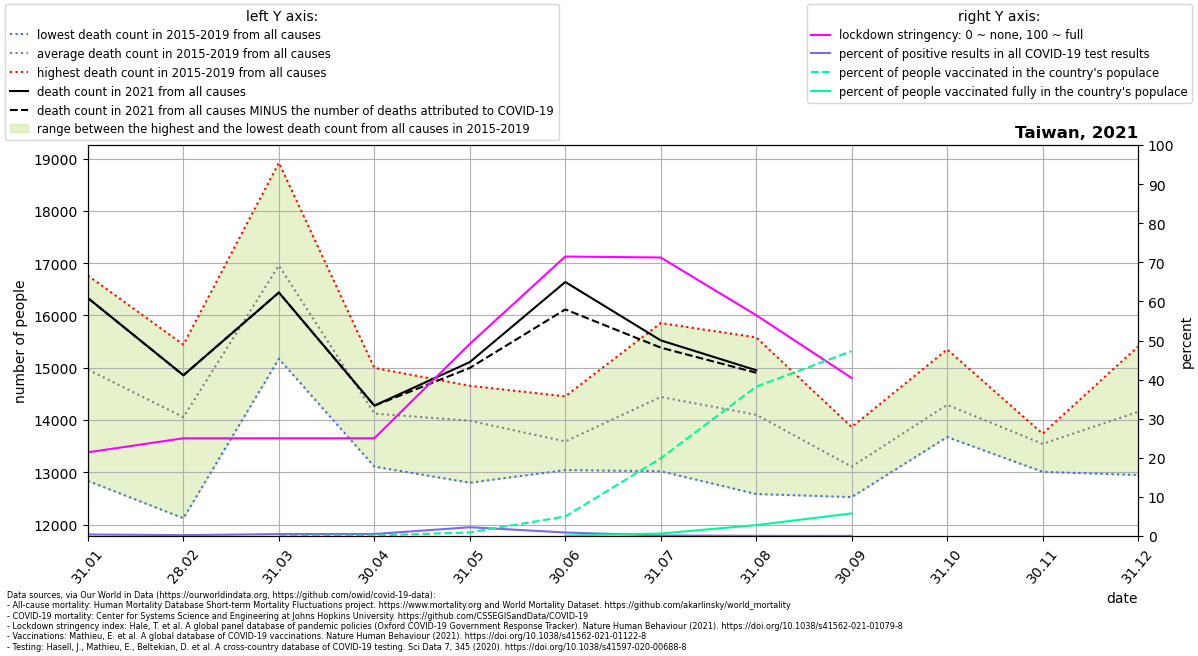 left Y axis:
lowest death count in 2015-2019 from all causes
average death count in 2015-2019 from all causes
highest death count in 2015-2019 from all causes
death count in 2021 from all causes
death count in 2021 from all causes MINUS the number of deaths attributed to COVID-19
range between the highest and the lowest death count from all causes in 2015-2019
right Y axis:
lockdown stringency: 0 ~ none, 100 ~ full
percent of positive results in all COVID-19 test results
percent of people vaccinated in the country's populace
percent of people vaccinated fully in the country's populace
Taiwan, 2021
number of people
19000
18000
17000
16000
15000
14000
13000
12000
100
90
80
70
60
50
40
30
20
10
0
percent
31.01
28.02
31.03
30.04
31.05
30.06
31.07
31.08
30.09
31.10
30.11
31.12
date
Data sources, via Our World in Data (https://ourworldindata.org, https://github.com/owid/covid-19-data):
- All-cause mortality: Human Mortality Database Short-term Mortality Fluctuations project. https://www.mortality.org and World Mortality Dataset. https://github.com/akarlinsky/world_mortality
- COVID-19 mortality: Center for Systems Science and Engineering at Johns Hopkins University. https://github.com/CSSEGISandData/COVID-19
- Lockdown stringency index: Hale, T. et al. A global panel database of pandemic policies (Oxford COVID-19 Government Response Tracker). Nature Human Behaviour (2021). https://doi.org/10.1038/s41562-021-01079-8
- Vaccinations: Mathieu, E. et al. A global database of COVID-19 vaccinations. Nature Human Behaviour (2021). https://doi.org/10.1038/s41562-021-01122-8
- Testing: Hasell, J., Mathieu, E., Beltekian, D. et al. A cross-country database of COVID-19 testing. Sci Data 7, 345 (2020). https://doi.org/10.1038/s41597-020-00688-8